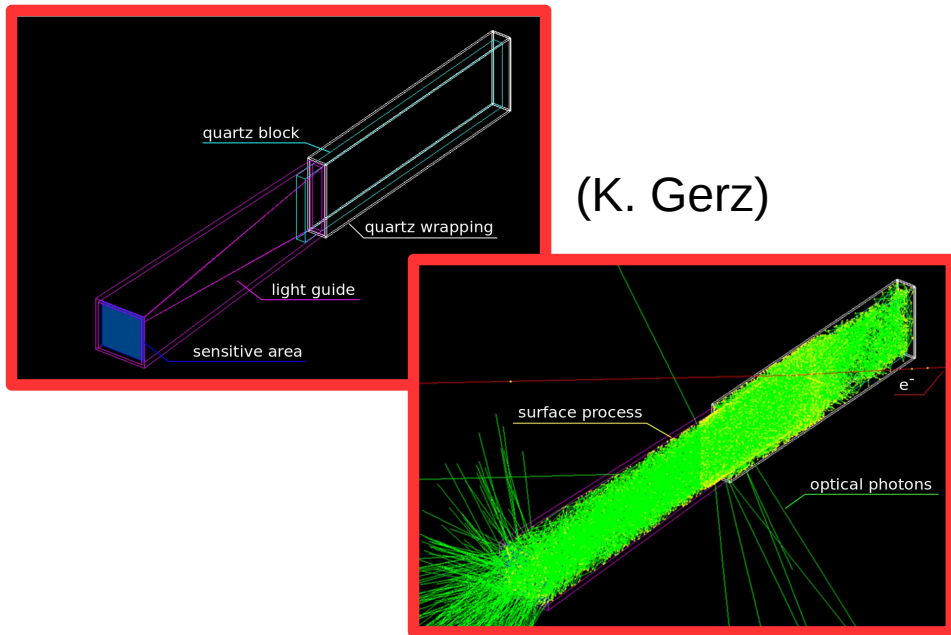 quartz block
(K. Gerz)
quartz wrapping
light guide
sensitive area
e-
surface process
optical photons